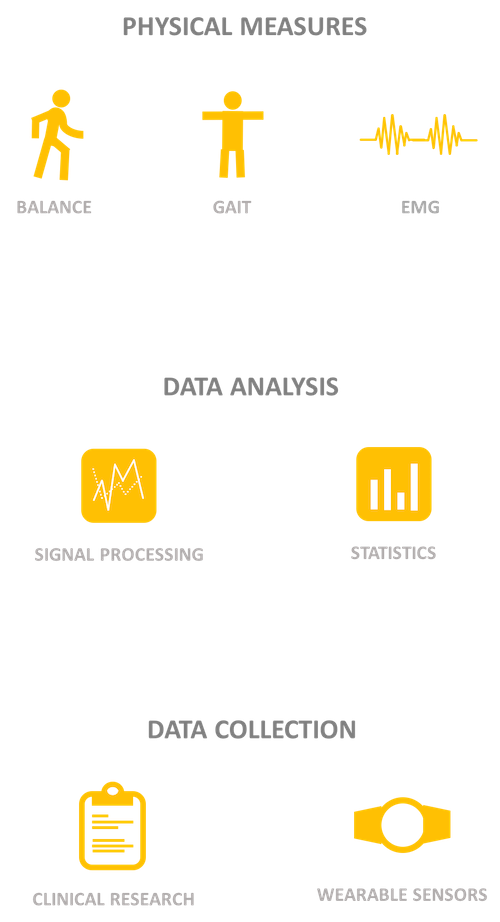 PHYSICAL MEASURES
BALANCE
GAIT
EMG
DATA ANALYSIS
SIGNAL PROCESSING
STATISTICS
DATA COLLECTION
CLINICAL RESEARCH
WEARABLE SENSORS